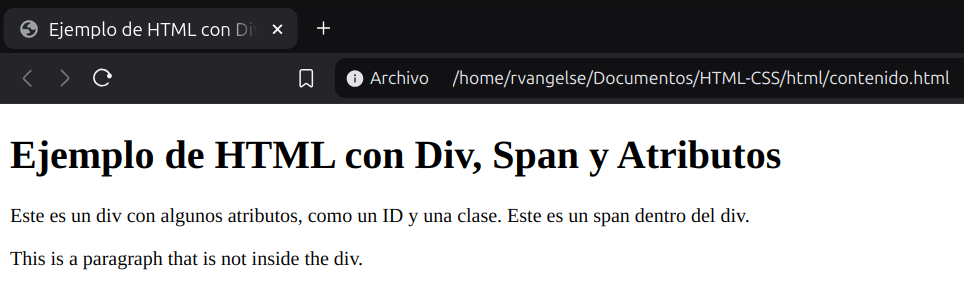 Ejemplo de HTML con Di
Archivo /home/rvangelse/Documentos/HTML-CSS/html/contenido.html
Ejemplo de HTML con Div, Span y Atributos
Este es un div con algunos atributos, como un ID y una clase. Este es un span dentro del div.
This is a paragraph that is not inside the div.